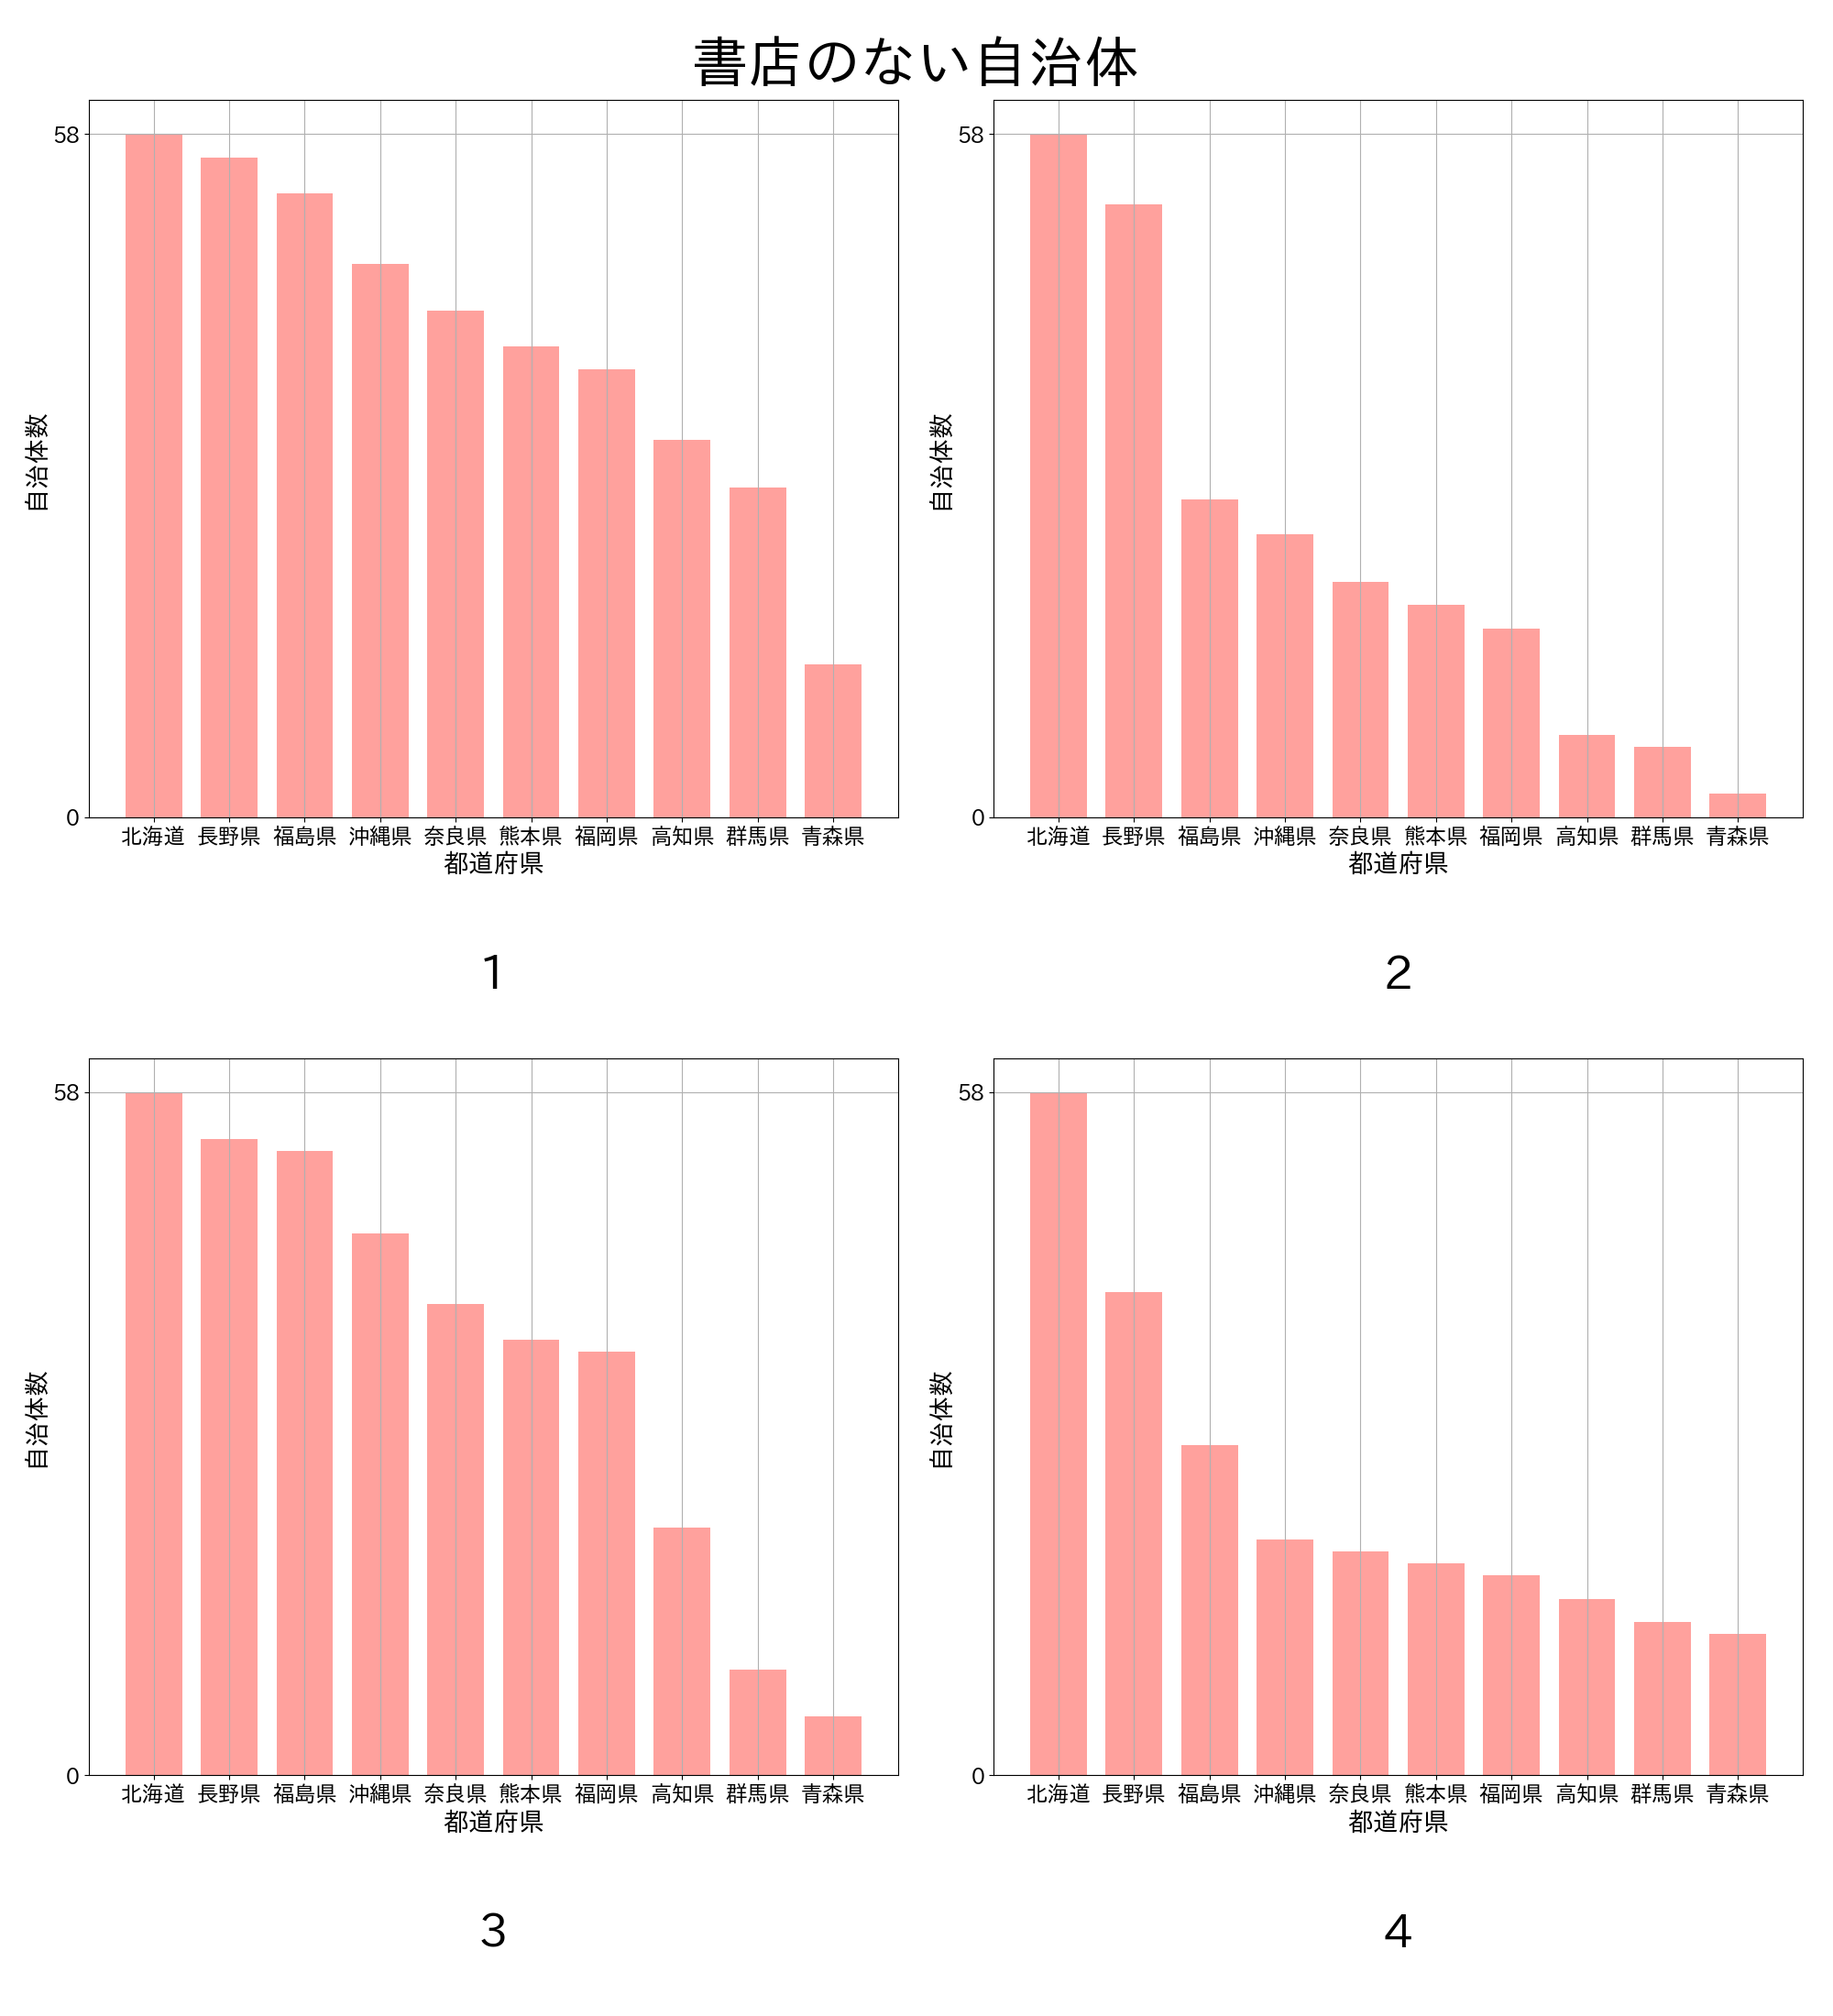 書店のない自治体
58
0
自治体数
北海道 長野県 福島県 沖縄県 奈良県 熊本県 福岡県 高知県 群馬県 青森県
都道府県
1
58
0
自治体数
北海道 長野県 福島県 沖縄県 奈良県 熊本県 福岡県 高知県 群馬県 青森県
都道府県
2
58
0
自治体数
北海道 長野県 福島県 沖縄県 奈良県 熊本県 福岡県 高知県 群馬県 青森県
都道府県
3
58
0
自治体数
北海道 長野県 福島県 沖縄県 奈良県 熊本県 福岡県 高知県 群馬県 青森県
都道府県
4